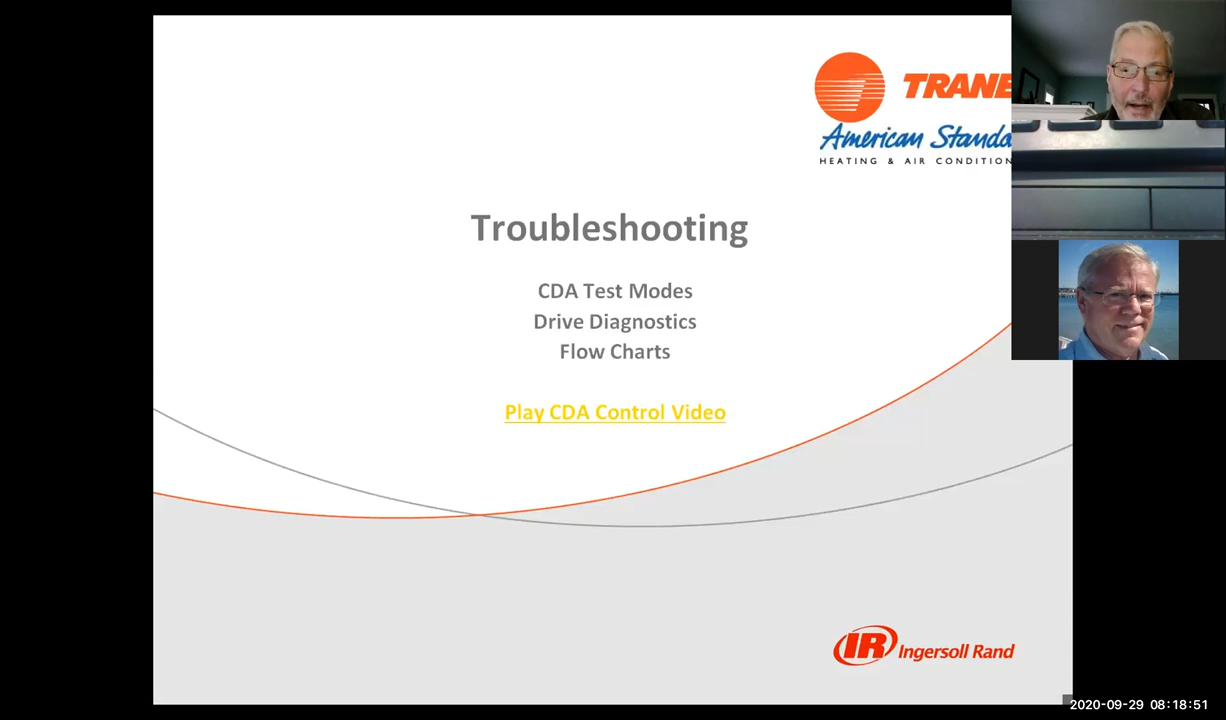 TRANE
American Standa
HEATING & AIR CONDITION
Troubleshooting
CDA Test Modes
Drive Diagnostics
Flow Charts
Play CDA Control Video
IR Ingersoll Rand
2020-09-29 08:18:51